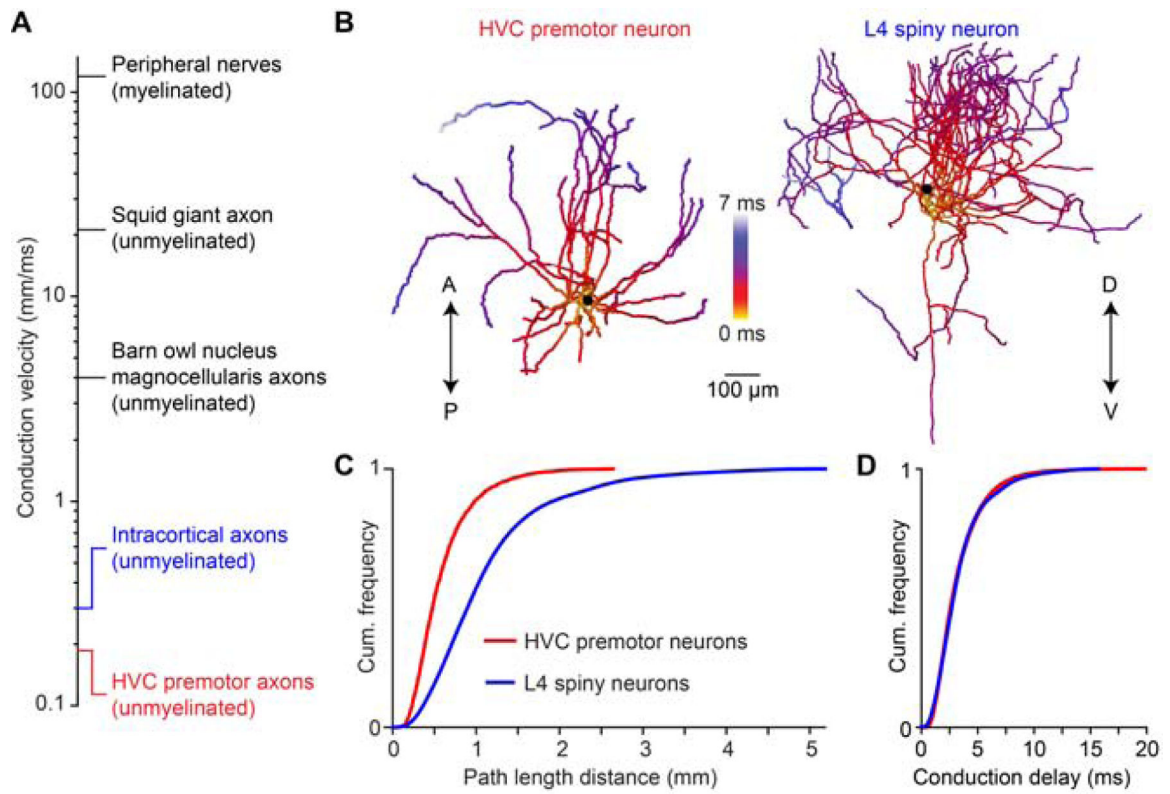 A
Conduction velocity (mm/ms)
100
10
1
0.1
Peripheral nerves
(myelinated)
Squid giant axon
(unmyelinated)
Barn owl nucleus
magnocellularis axons
(unmyelinated)
Intracortical axons
(unmyelinated)
HVC premotor axons
(unmyelinated)
B
HVC premotor neuron
L4 spiny neuron
7 ms
0 ms
A
P
100 µm
D
V
C
Cum. frequency
1
0
HVC premotor neurons
L4 spiny neurons
0 1 2 3 4 5
Path length distance (mm)
D
Cum. frequency
1
0
0 5 10 15 20
Conduction delay (ms)